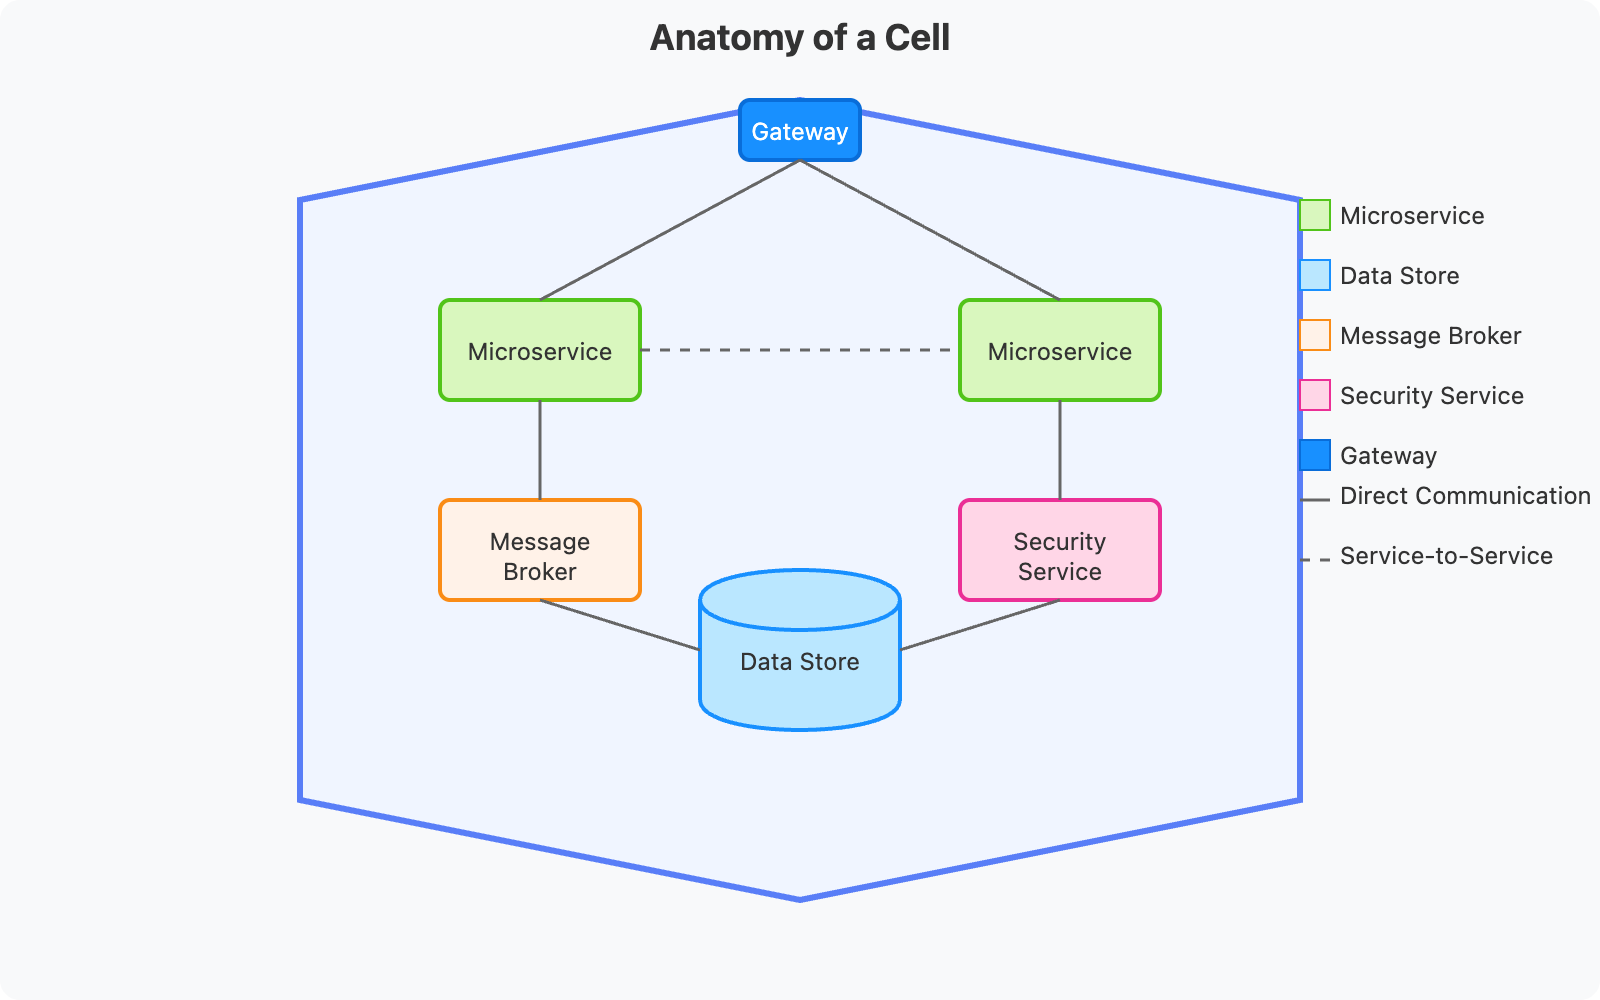 Anatomy of a Cell
Gateway
Microservice
Microservice
Message
Broker
Security
Service
Data Store
Microservice
Data Store
Message Broker
Security Service
Gateway
Direct Communication
Service-to-Service